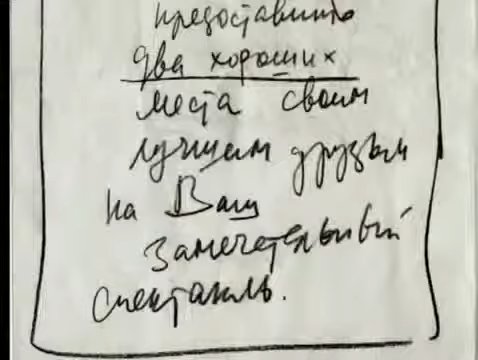 предоставить
два хороших
места своим
лучшим друзьям
на Ваш
замечательный
спектакль.